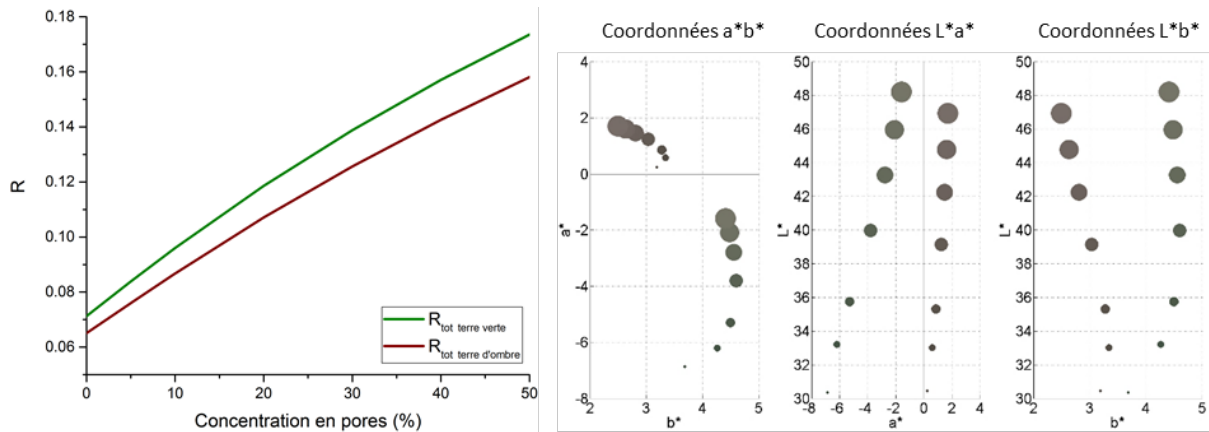 0.18
0.16
0.14
0.12
0.10
0.08
0.06
R
0 10 20 30 40 50
Concentration en pores (%)
R tot terre verte
R tot terre d'ombre
Coordonnées a*b*
4
2
0
-2
-4
-6
-8
a*
2 3 4 5
b*
Coordonnées L*a*
50
48
46
44
42
40
38
36
34
32
30
L*
-8 -6 -4 -2 0 2 4
a*
Coordonnées L*b*
50
48
46
44
42
40
38
36
34
32
30
L*
2 3 4 5
b*